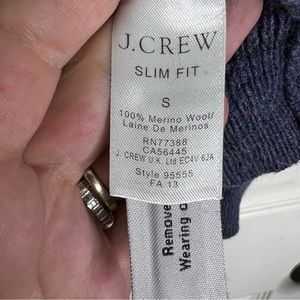 J.CREW
SLIM FIT
S
100% Merino Wool/
Laine De Merinos
RN77388
CA56445
J. CREW U.K. Ltd EC4V 6JA
Style 95555
FA 13
Remove
Wearing o